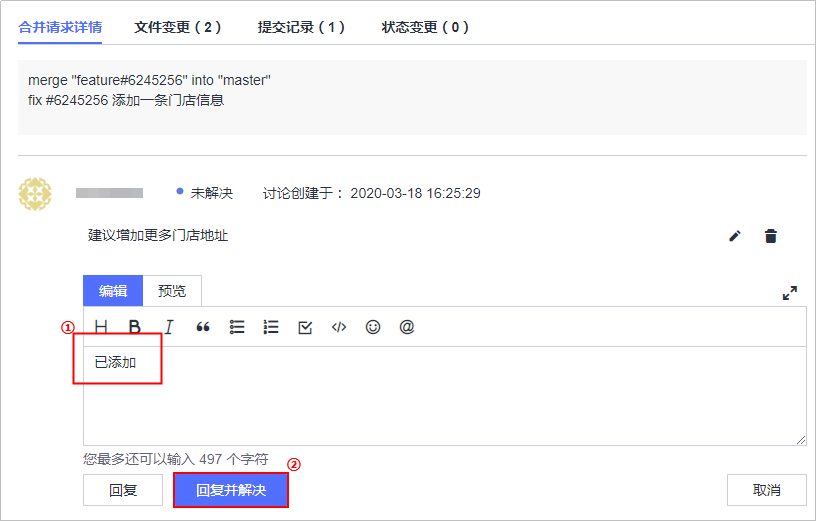 合并请求详情 文件变更（2） 提交记录（1） 状态变更（0）
merge "feature#6245256" into "master"
fix #6245256 添加一条门店信息
未解决 讨论创建于： 2020-03-18 16:25:29
建议增加更多门店地址
编辑 预览
①
已添加
您最多还可以输入 497 个字符
②
回复 回复并解决 取消